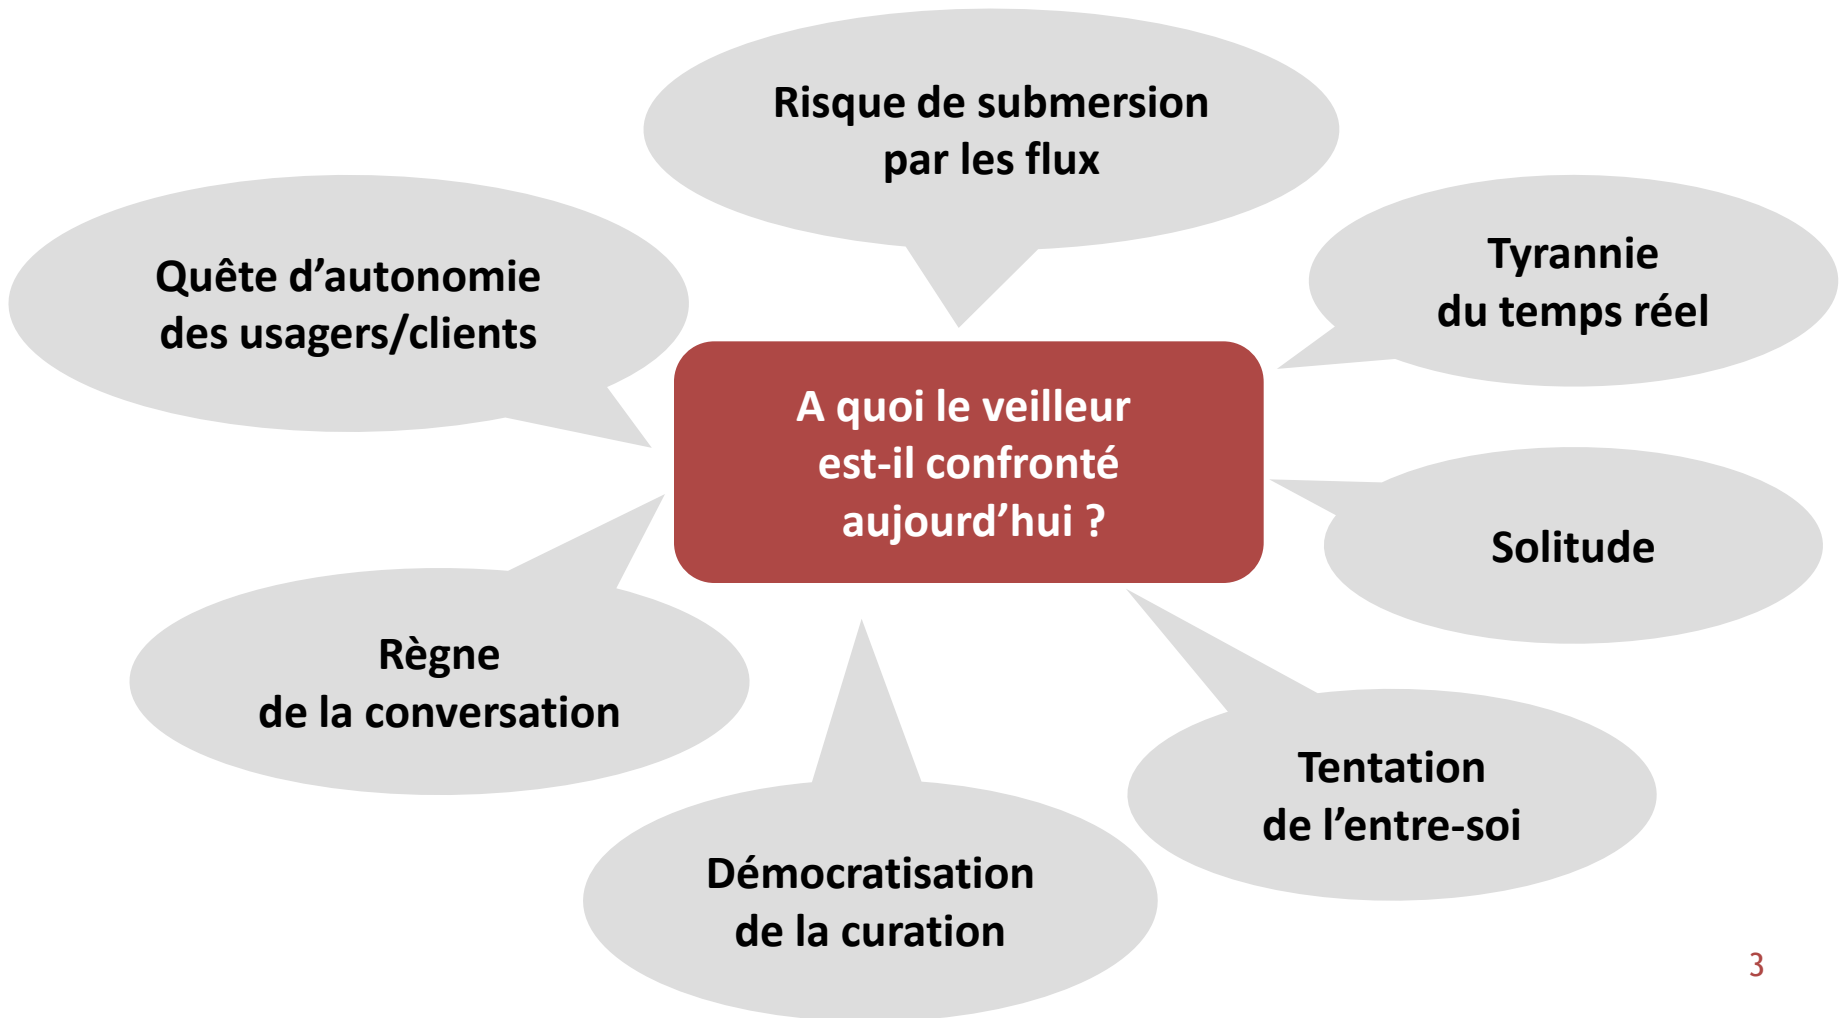 Risque de submersion
par les flux
Quête d’autonomie
des usagers/clients
Tyrannie
du temps réel
A quoi le veilleur
est-il confronté
aujourd’hui ?
Solitude
Règne
de la conversation
Tentation
de l’entre-soi
Démocratisation
de la curation
3